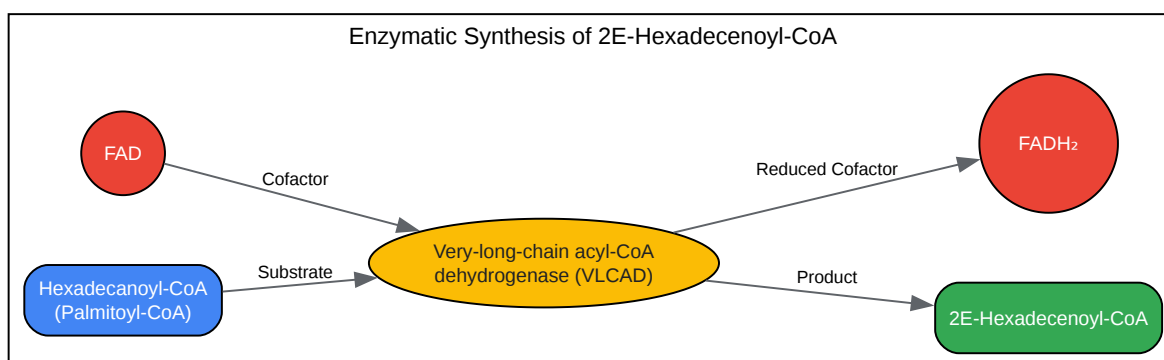 Enzymatic Synthesis of 2E-Hexadecenoyl-CoA
FAD
Cofactor
Reduced Cofactor
FADH₂
Hexadecanoyl-CoA
(Palmitoyl-CoA)
Substrate
Very-long-chain acyl-CoA
dehydrogenase (VLCAD)
Product
2E-Hexadecenoyl-CoA